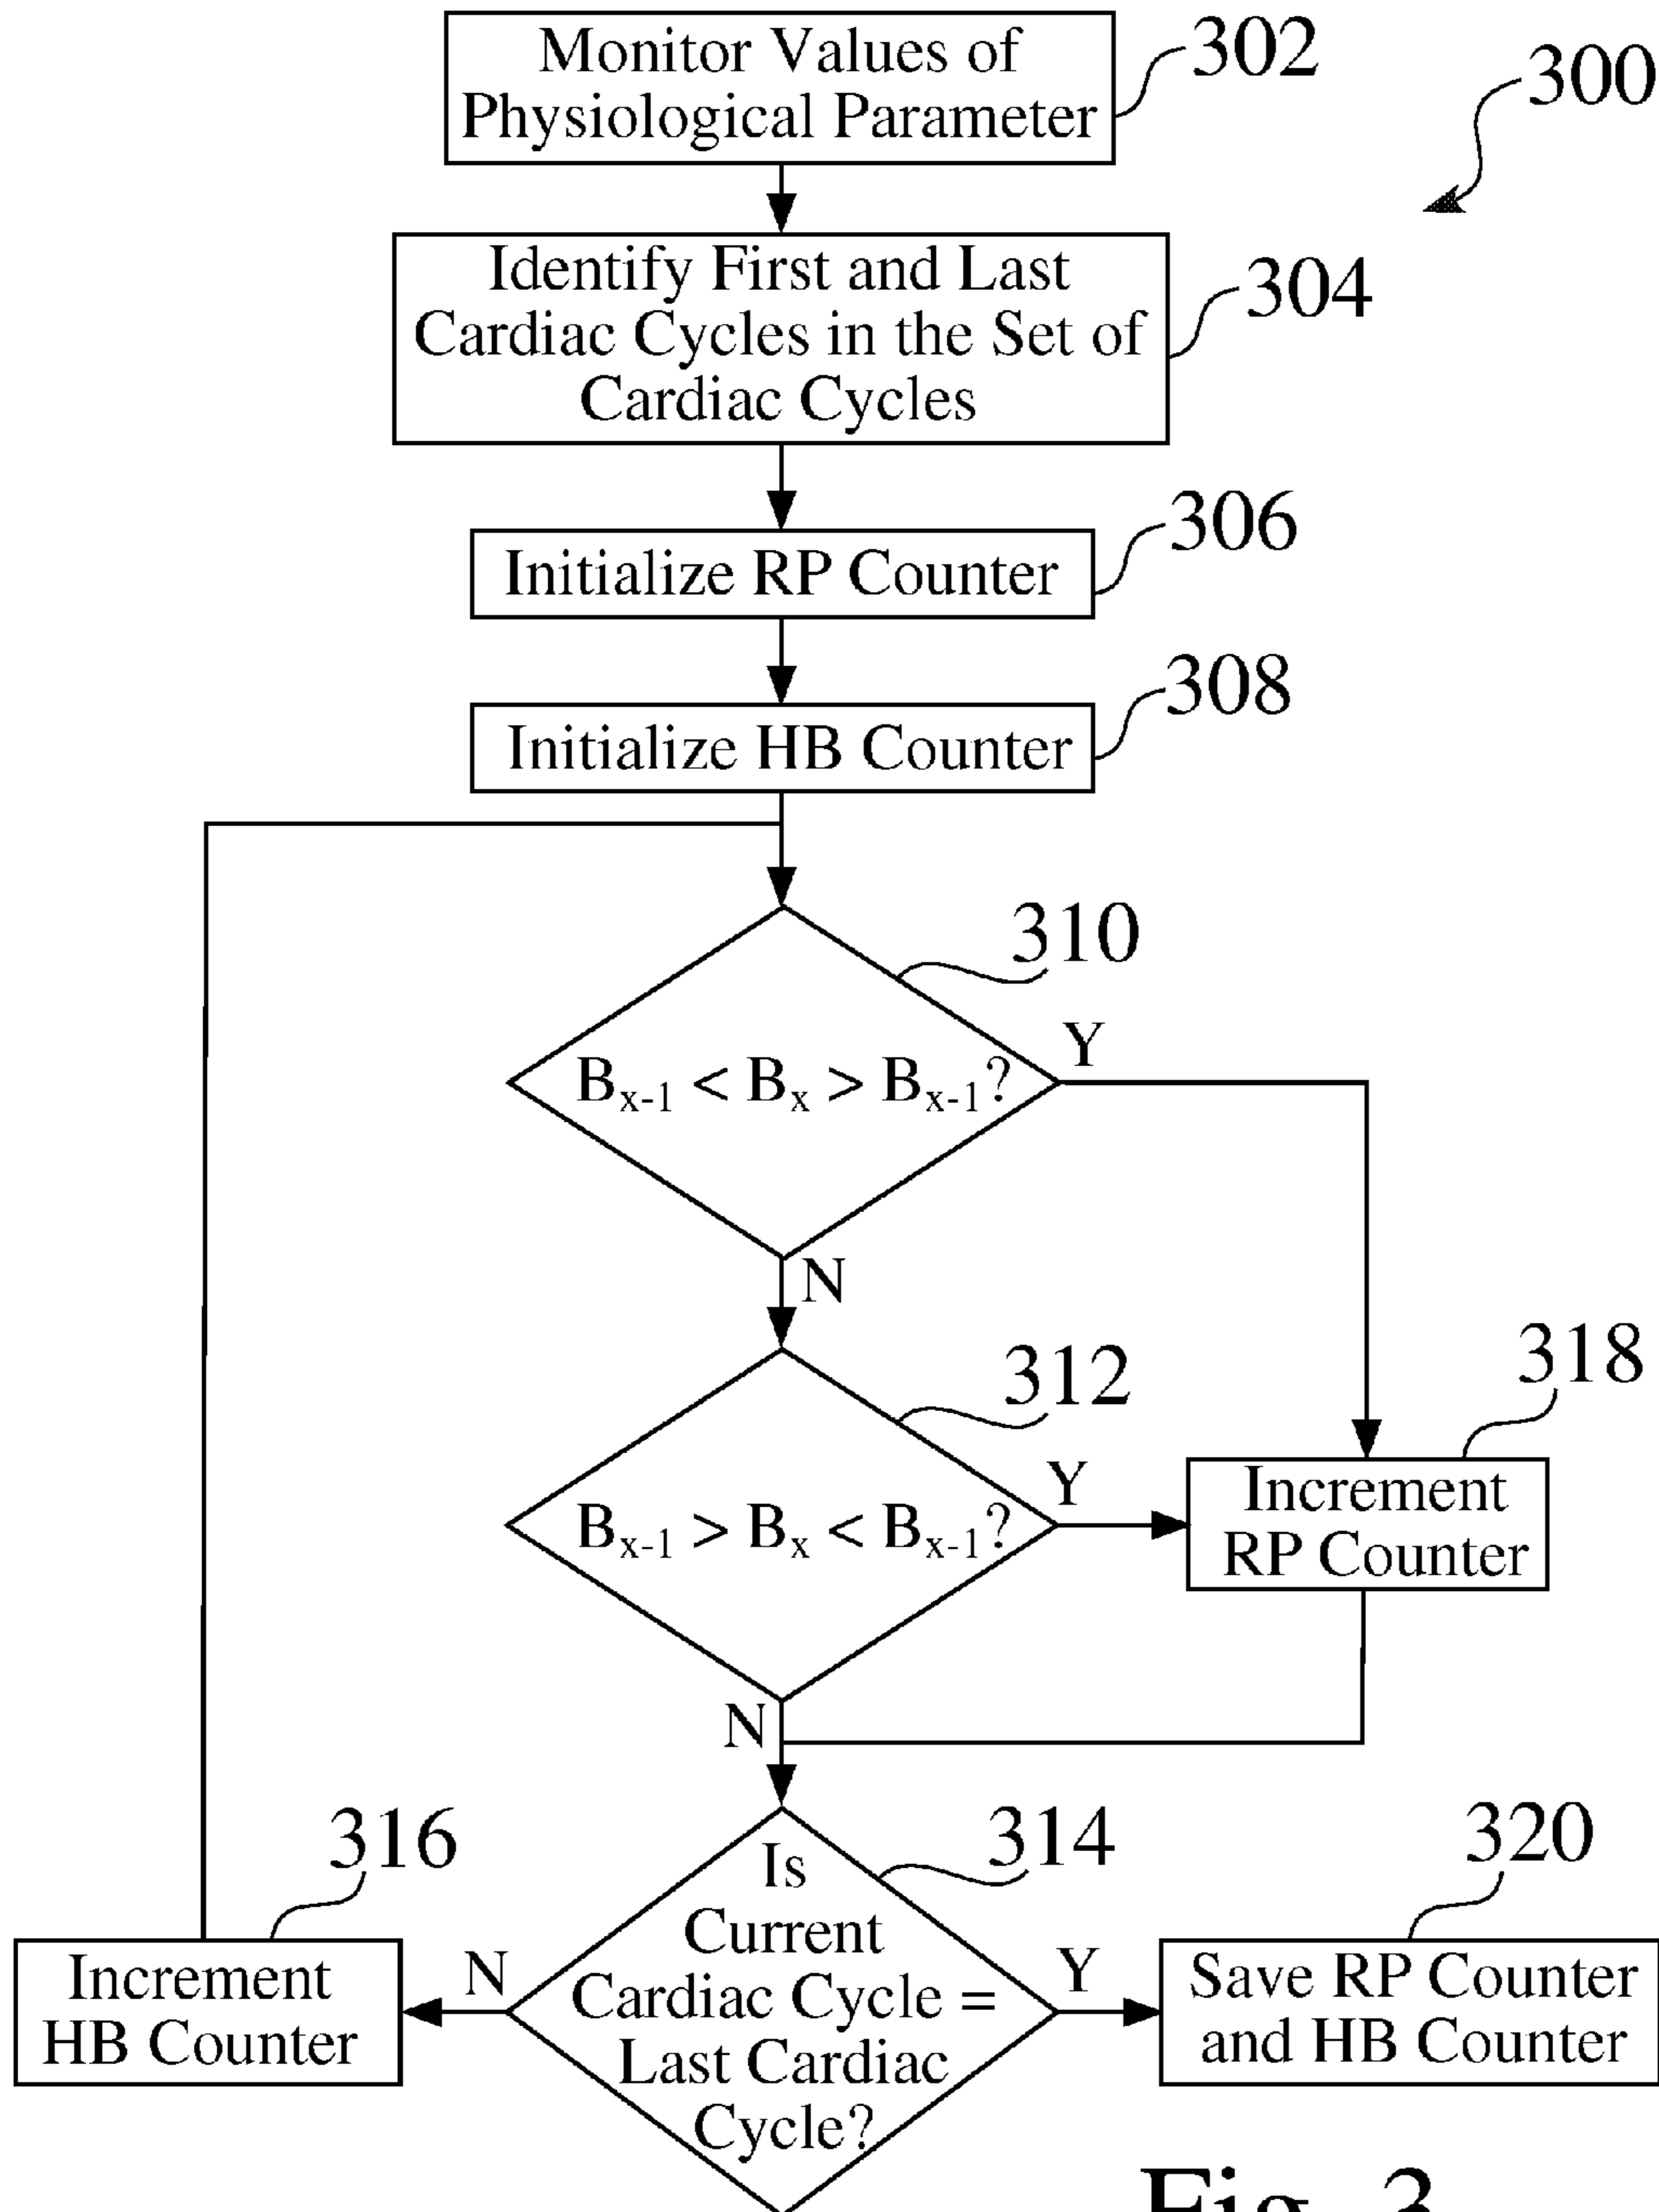 Monitor Values of
Physiological Parameter
302
300
Identify First and Last
Cardiac Cycles in the Set of
Cardiac Cycles
304
Initialize RP Counter
306
Initialize HB Counter
308
310
Bx-1 < Bx > Bx-1?
Y
N
312
Bx-1 > Bx < Bx-1?
Y
318
Increment
RP Counter
N
316
Increment
HB Counter
N
314
Is
Current
Cardiac Cycle =
Last Cardiac
Cycle?
Y
320
Save RP Counter
and HB Counter
Fig. 3